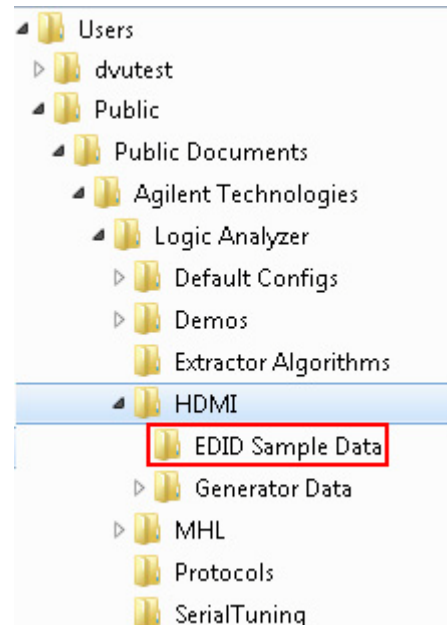 Users
dvutest
Public
Public Documents
Agilent Technologies
Logic Analyzer
Default Configs
Demos
Extractor Algorithms
HDMI
EDID Sample Data
Generator Data
MHL
Protocols
SerialTuning